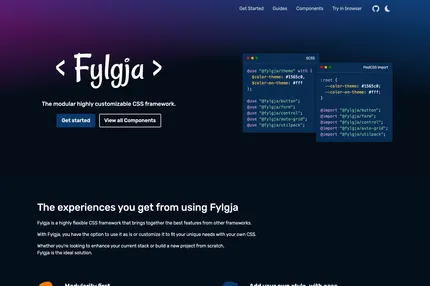 Get Started Guides Components Try in browser
< Fylgja >
The modular highly customizable CSS framework.
Get started View all Components
SCSS
@use "@fylgja/theme" with (
$color-theme: #1565c0,
$color-on-theme: #fff
);
@use "@fylgja/button";
@use "@fylgja/form";
@use "@fylgja/control";
@use "@fylgja/auto-grid";
@use "@fylgja/utilpack";
PostCSS Import
:root {
--color-theme: #1565c0;
--color-on-theme: #fff;
}
@import "@fylgja/button";
@import "@fylgja/form";
@import "@fylgja/control";
@import "@fylgja/auto-grid";
@import "@fylgja/utilpack";
The experiences you get from using Fylgja
Fylgja is a highly flexible CSS framework that brings together the best features from other frameworks.
With Fylgja, you have the option to use it as is or customize it to fit your unique needs with your own CSS.
Whether you're looking to enhance your current stack or build a new project from scratch,
Fylgja is the ideal solution.
Modularity first
Add your own style, with ease